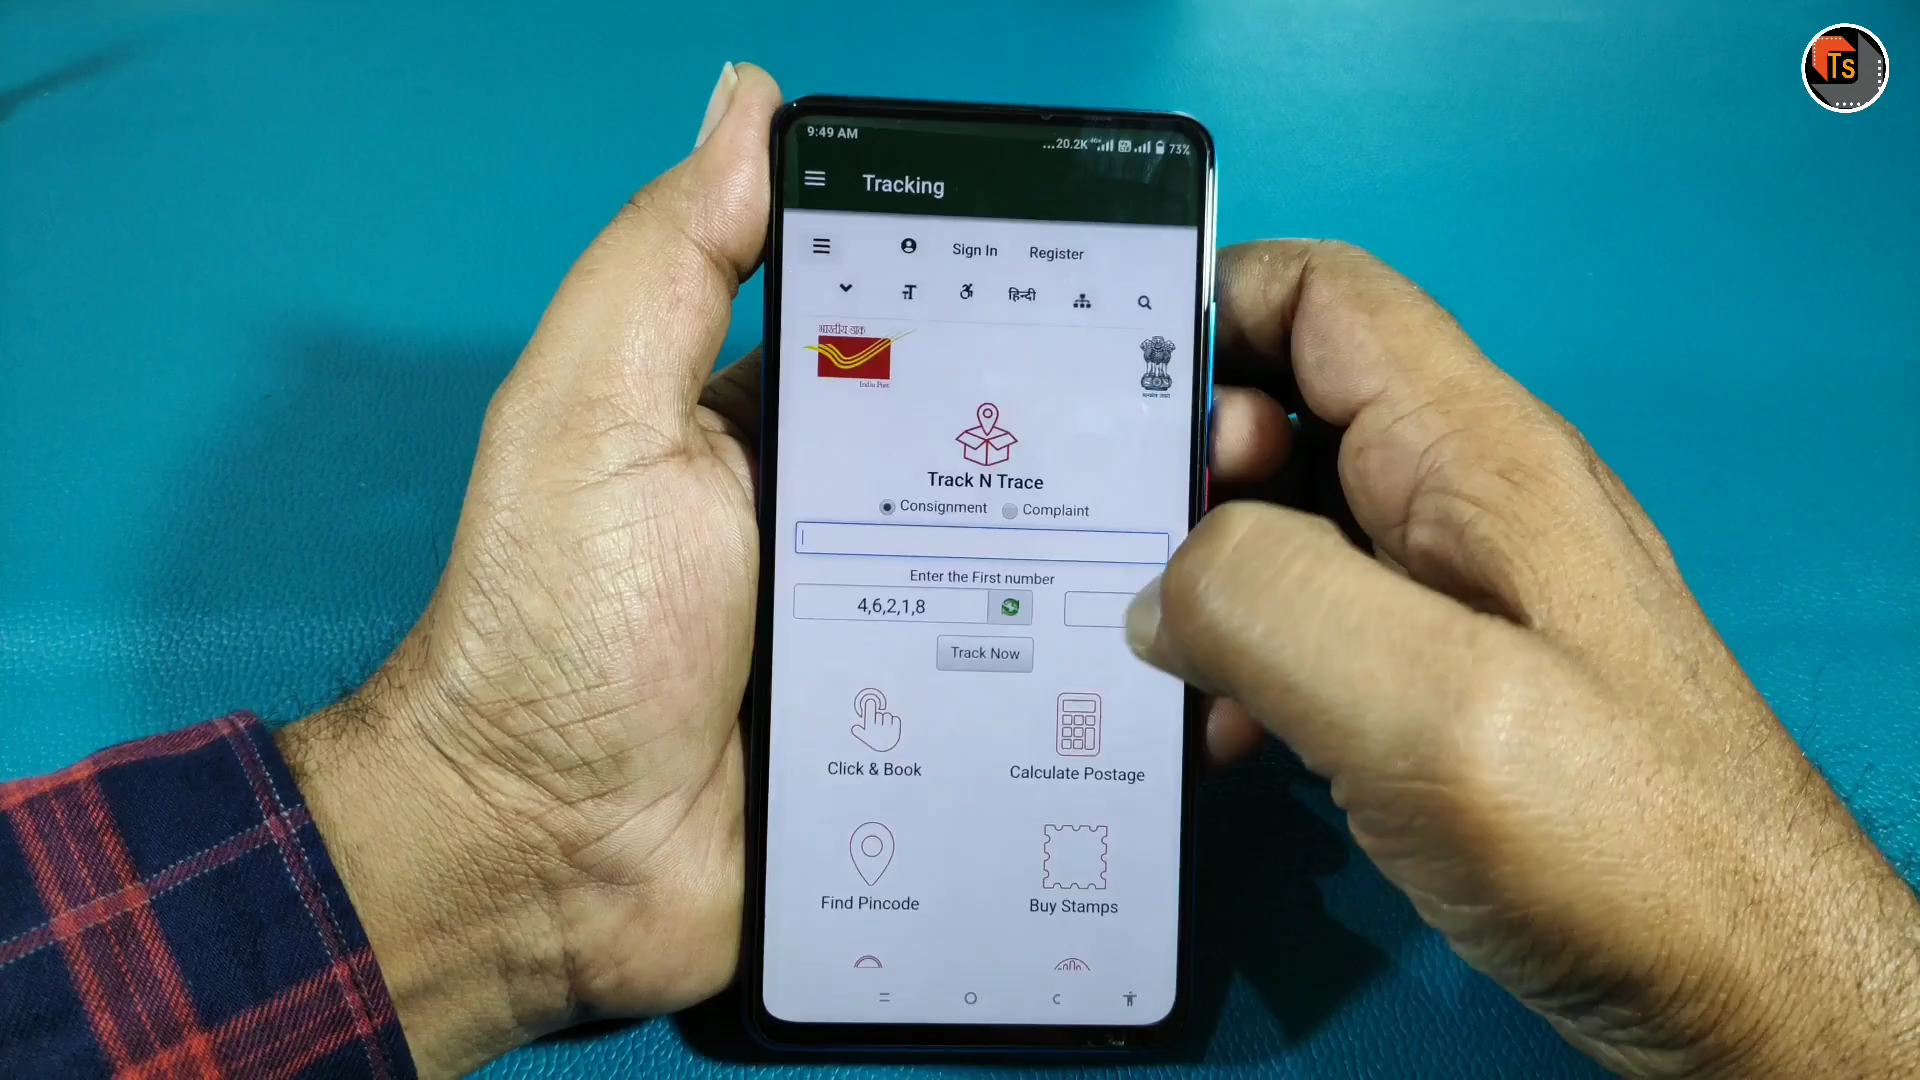 Ts
9:49 AM
...20.2K 73%
Tracking
Sign In Register
हिन्दी
भारतीय डाक
India Post
Track N Trace
Consignment Complaint
Enter the First number
4,6,2,1,8
Track Now
Click & Book Calculate Postage
Find Pincode Buy Stamps